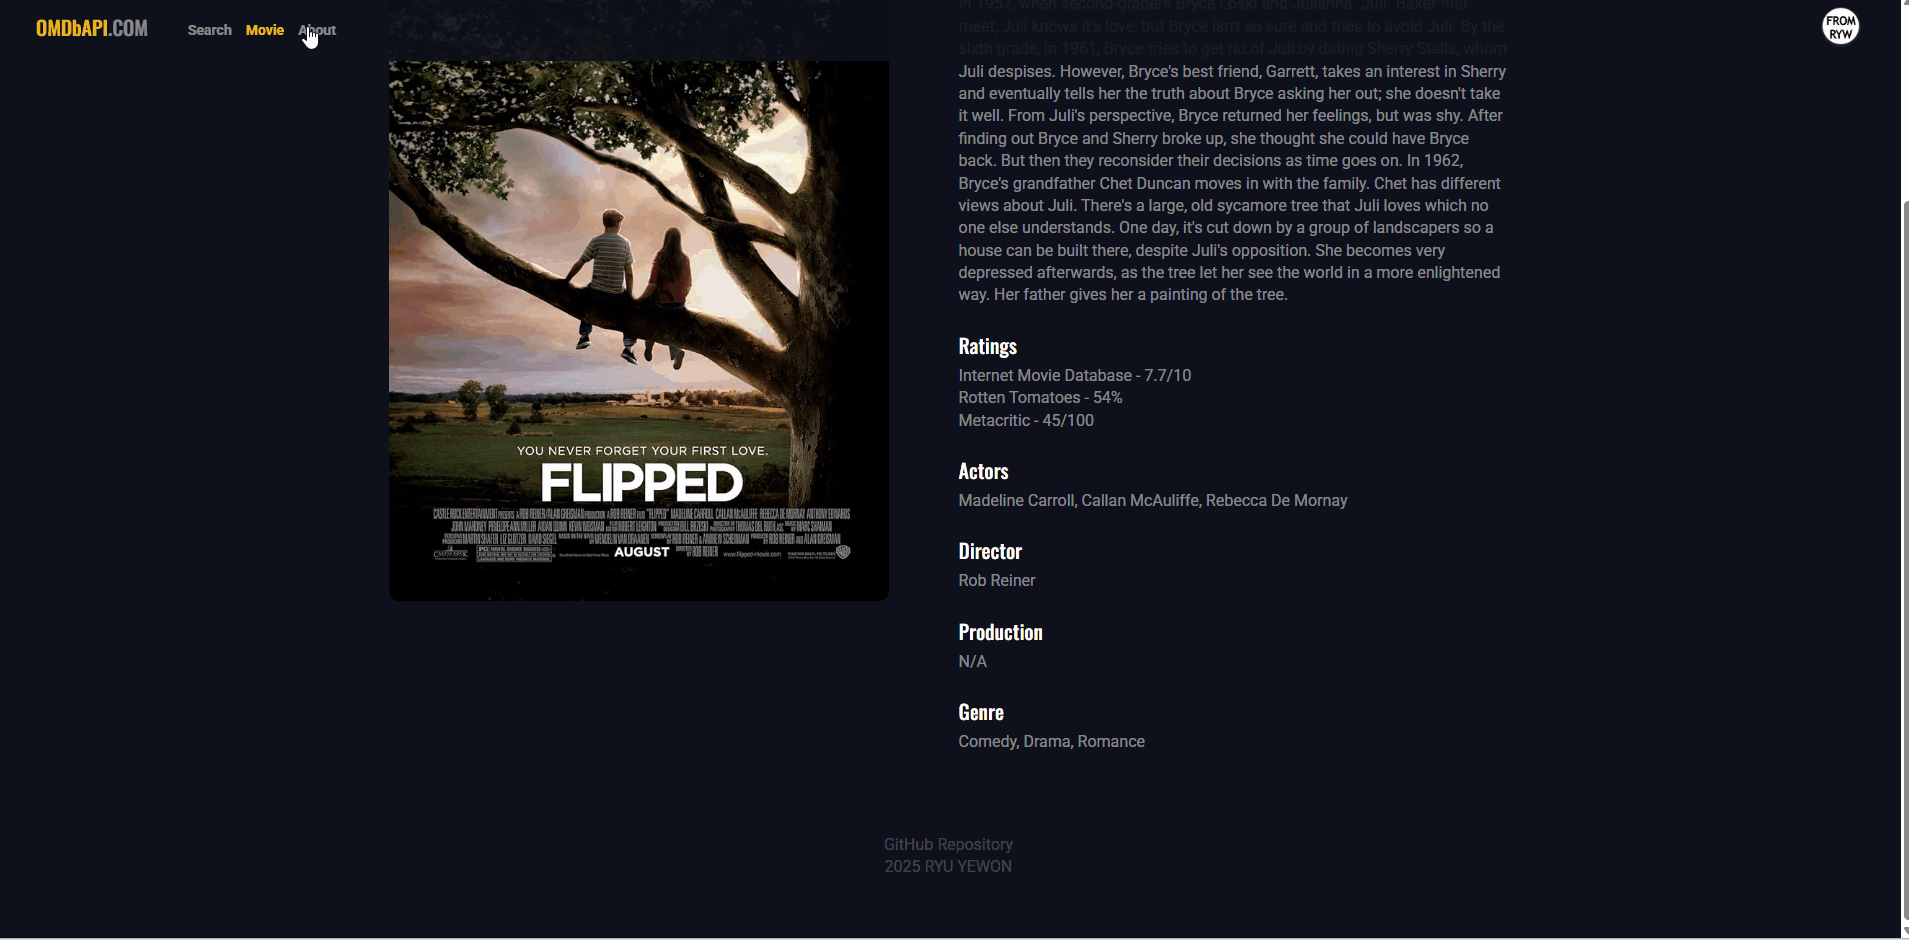 OMDbAPI.COM
Search Movie About
FROM
RYW
in 1957, when second-graders Bryce Loski and Julianna "Juli" Baker first
meet, Juli knows it's love, but Bryce isn't so sure and tries to avoid Juli. By the
sixth grade, in 1961, Bryce tries to get rid of Juli by dating Sherry Stalls, whom
Juli despises. However, Bryce's best friend, Garrett, takes an interest in Sherry
and eventually tells her the truth about Bryce asking her out; she doesn't take
it well. From Juli's perspective, Bryce returned her feelings, but was shy. After
finding out Bryce and Sherry broke up, she thought she could have Bryce
back. But then they reconsider their decisions as time goes on. In 1962,
Bryce's grandfather Chet Duncan moves in with the family. Chet has different
views about Juli. There's a large, old sycamore tree that Juli loves which no
one else understands. One day, it's cut down by a group of landscapers so a
house can be built there, despite Juli's opposition. She becomes very
depressed afterwards, as the tree let her see the world in a more enlightened
way. Her father gives her a painting of the tree.
Ratings
Internet Movie Database - 7.7/10
Rotten Tomatoes - 54%
Metacritic - 45/100
Actors
Madeline Carroll, Callan McAuliffe, Rebecca De Mornay
Director
Rob Reiner
Production
N/A
Genre
Comedy, Drama, Romance
YOU NEVER FORGET YOUR FIRST LOVE.
FLIPPED
AUGUST
www.flipped-movie.com
GitHub Repository
2025 RYU YEWON